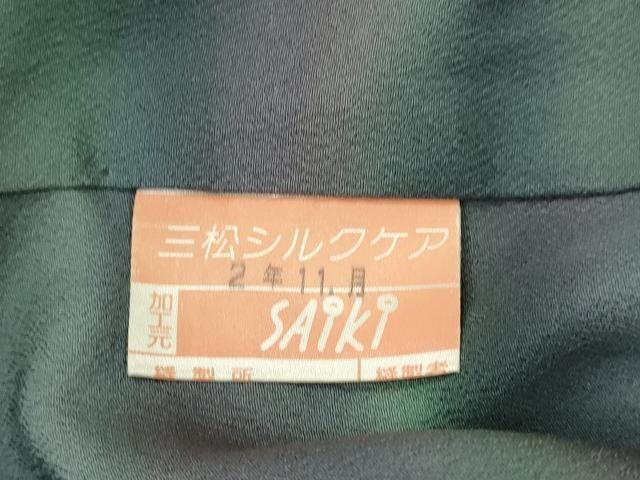 三松シルクケア
2年11.月
加工元
SAiKi
縫製所 縫製者